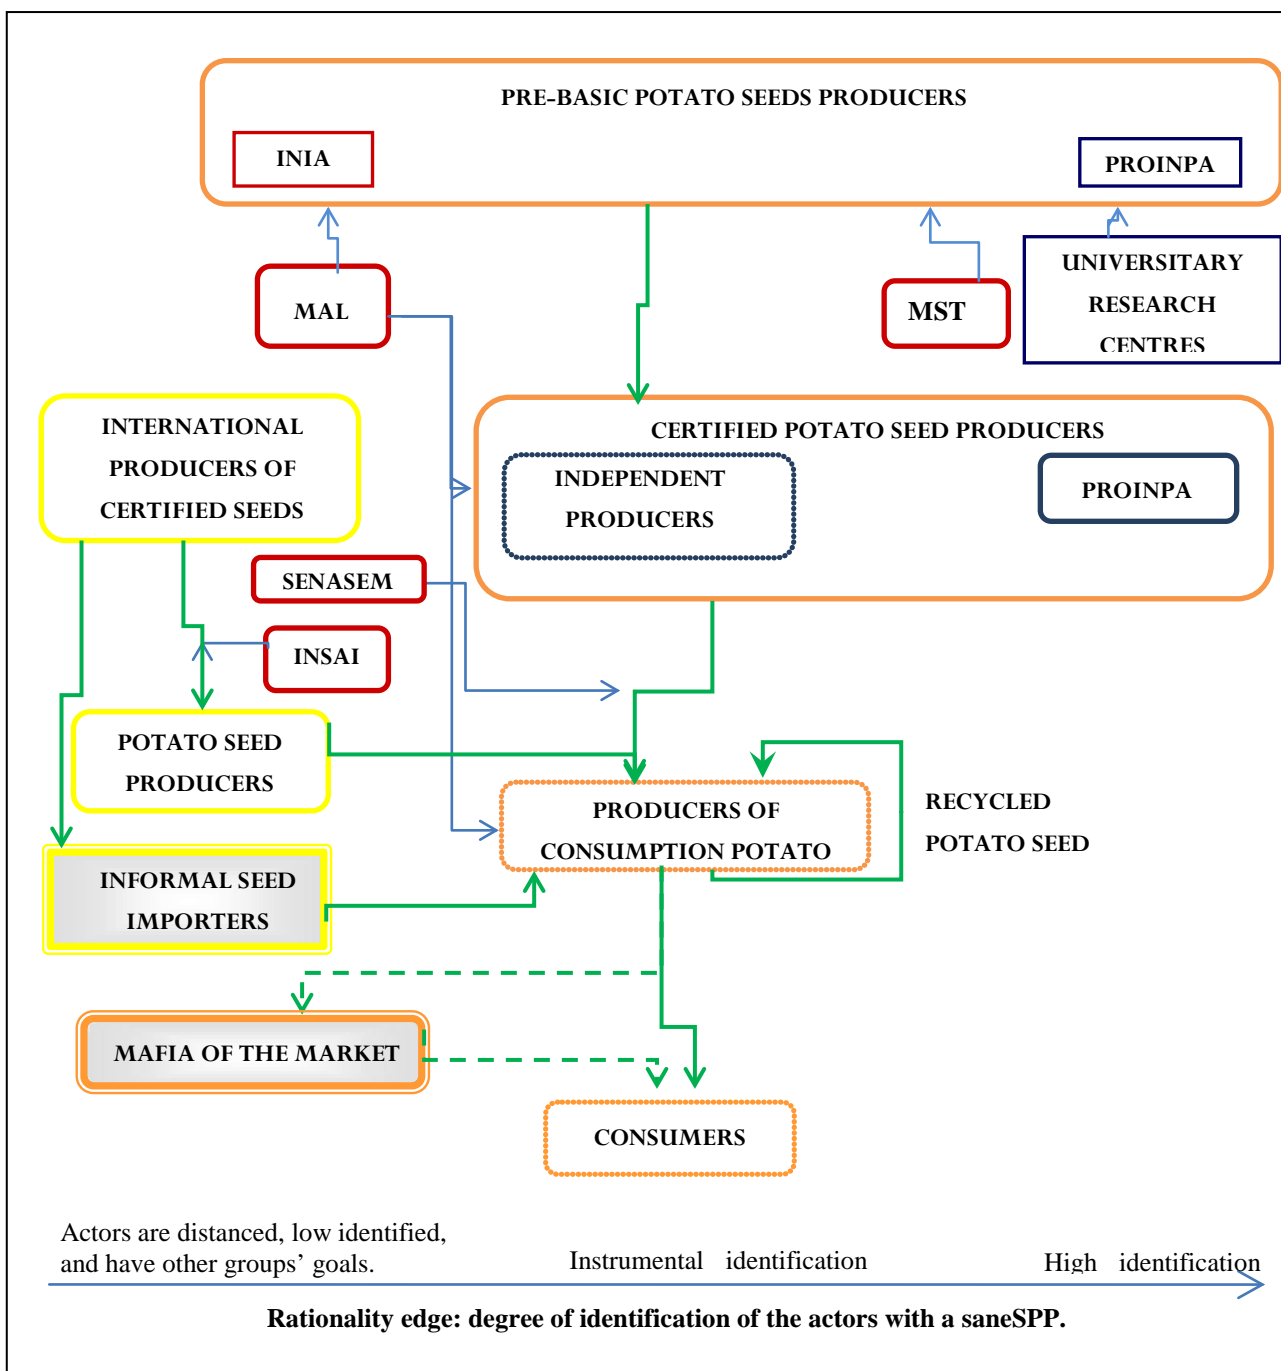 PRE-BASIC POTATO SEEDS PRODUCERS
INIA
PROINPA
MAL
MST
UNIVERSITARY
RESEARCH
CENTRES
INTERNATIONAL
PRODUCERS OF
CERTIFIED SEEDS
CERTIFIED POTATO SEED PRODUCERS
INDEPENDENT
PRODUCERS
PROINPA
SENASEM
INSAI
POTATO SEED
PRODUCERS
PRODUCERS OF
CONSUMPTION POTATO
RECYCLED
POTATO SEED
INFORMAL SEED
IMPORTERS
MAFIA OF THE MARKET
CONSUMERS
Actors are distanced, low identified,
and have other groups’ goals.
Instrumental identification
High identification
Rationality edge: degree of identification of the actors with a saneSPP.